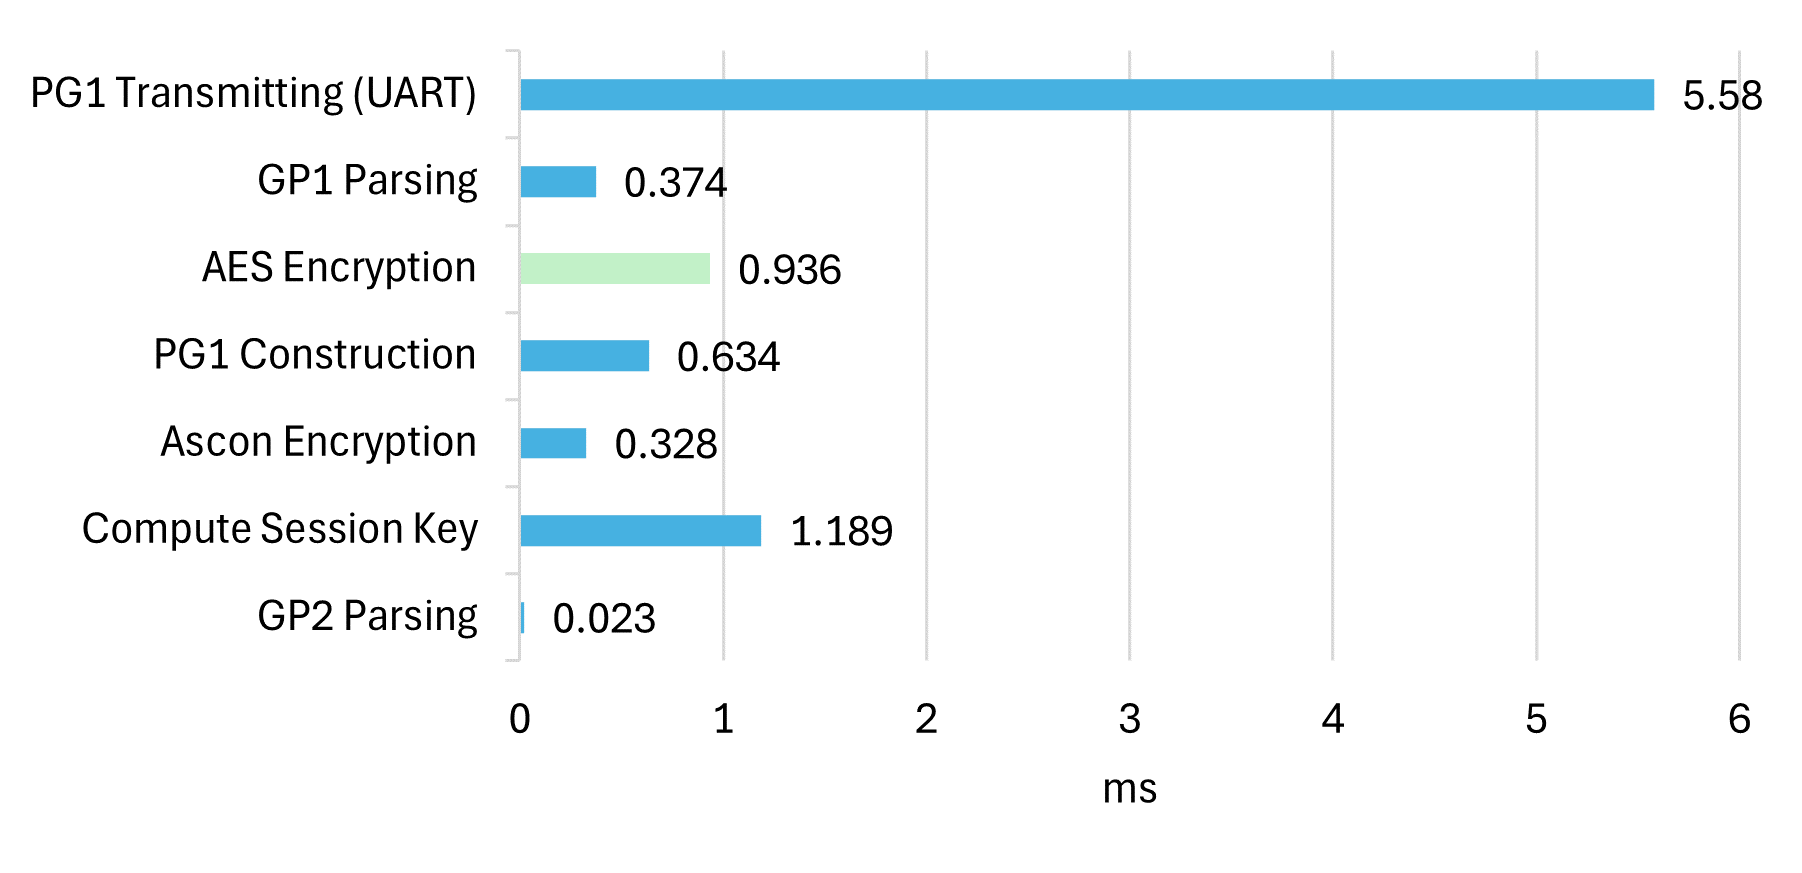 PG1 Transmitting (UART) 5.58
GP1 Parsing 0.374
AES Encryption 0.936
PG1 Construction 0.634
Ascon Encryption 0.328
Compute Session Key 1.189
GP2 Parsing 0.023
0 1 2 3 4 5 6
ms